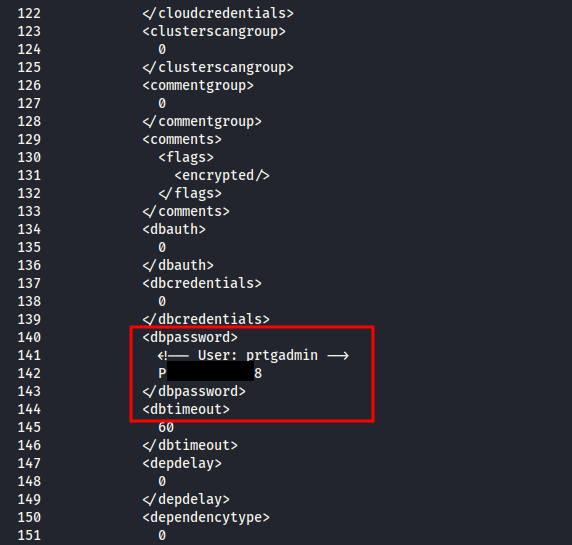 122 </cloudcredentials>
123 <clusterscangroup>
124 0
125 </clusterscangroup>
126 <commentgroup>
127 0
128 </commentgroup>
129 <comments>
130 <flags>
131 <encrypted/>
132 </flags>
133 </comments>
134 <dbauth>
135 0
136 </dbauth>
137 <dbcredentials>
138 0
139 </dbcredentials>
140 <dbpassword>
141 <!-- User: prtgadmin -->
142 P 8
143 </dbpassword>
144 <dbtimeout>
145 60
146 </dbtimeout>
147 <depdelay>
148 0
149 </depdelay>
150 <dependencytype>
151 0